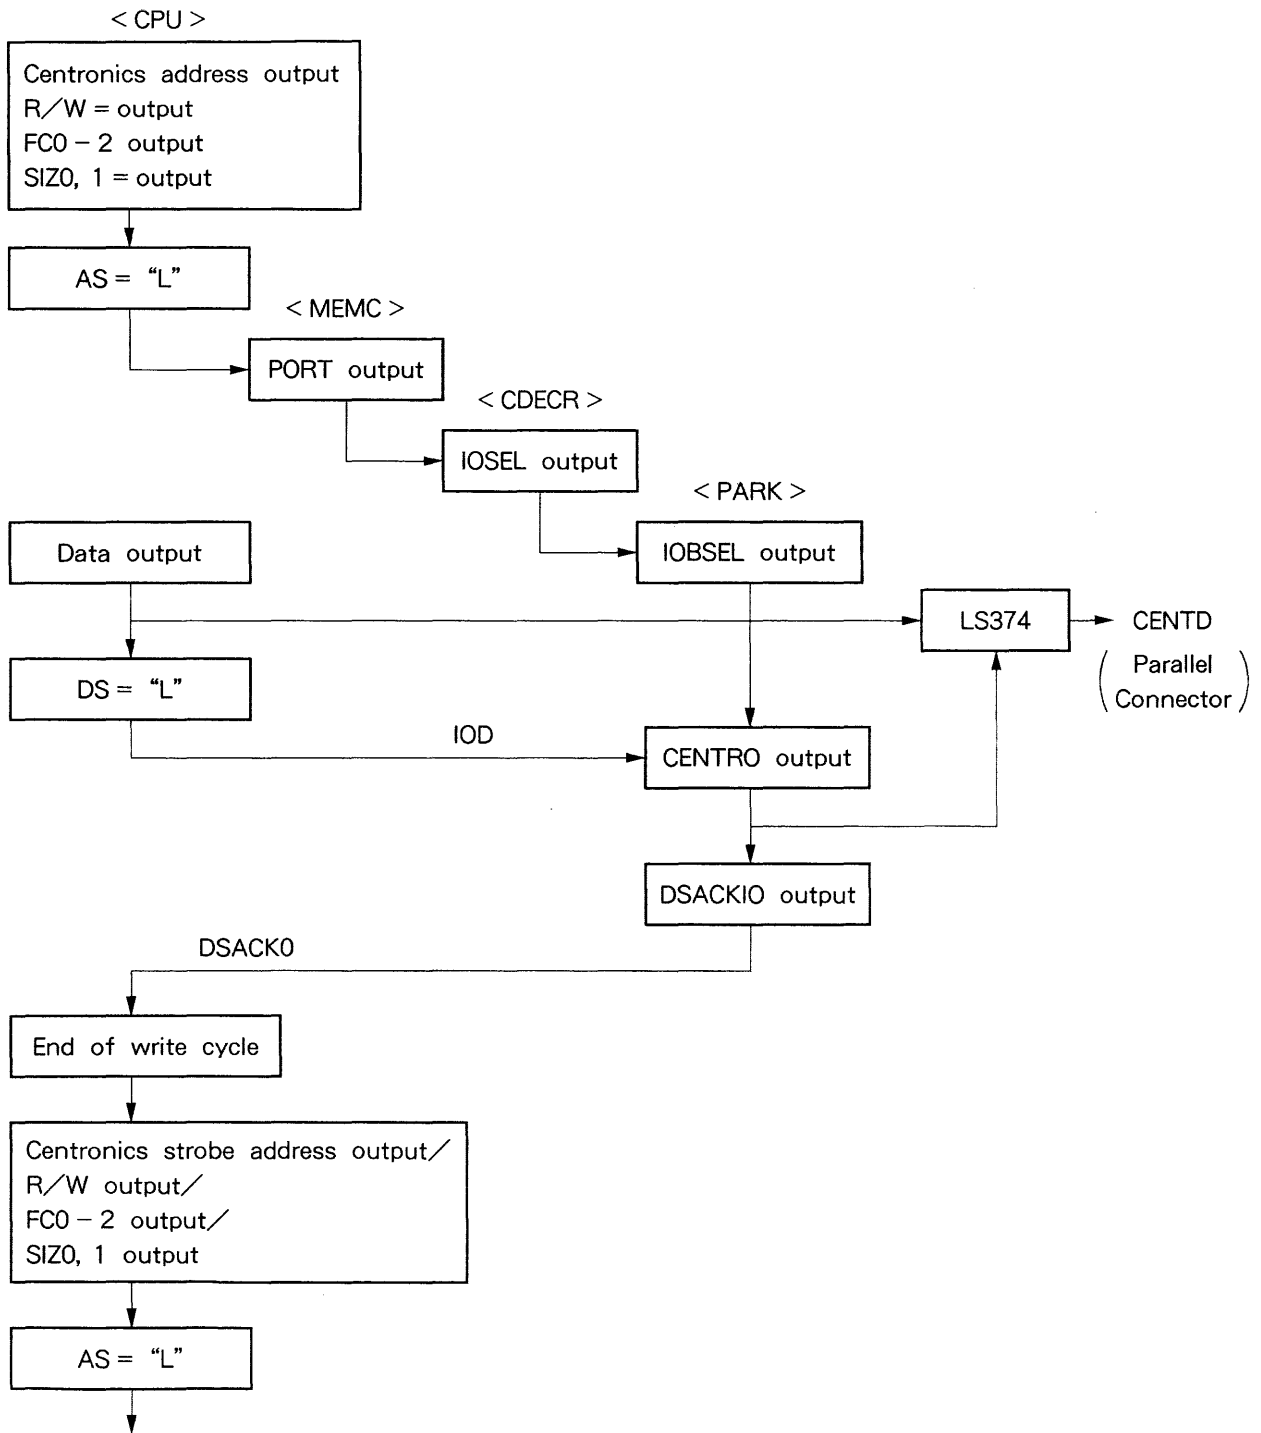 < CPU >
Centronics address output
R/W = output
FC0 − 2 output
SIZ0, 1 = output
AS = “L”
< MEMC >
PORT output
< CDECR >
IOSEL output
< PARK >
Data output
IOBSEL output
LS374
CENTD
(Parallel
Connector)
DS = “L”
IOD
CENTRO output
DSACKIO output
DSACK0
End of write cycle
Centronics strobe address output/
R/W output/
FC0 − 2 output/
SIZ0, 1 output
AS = “L”